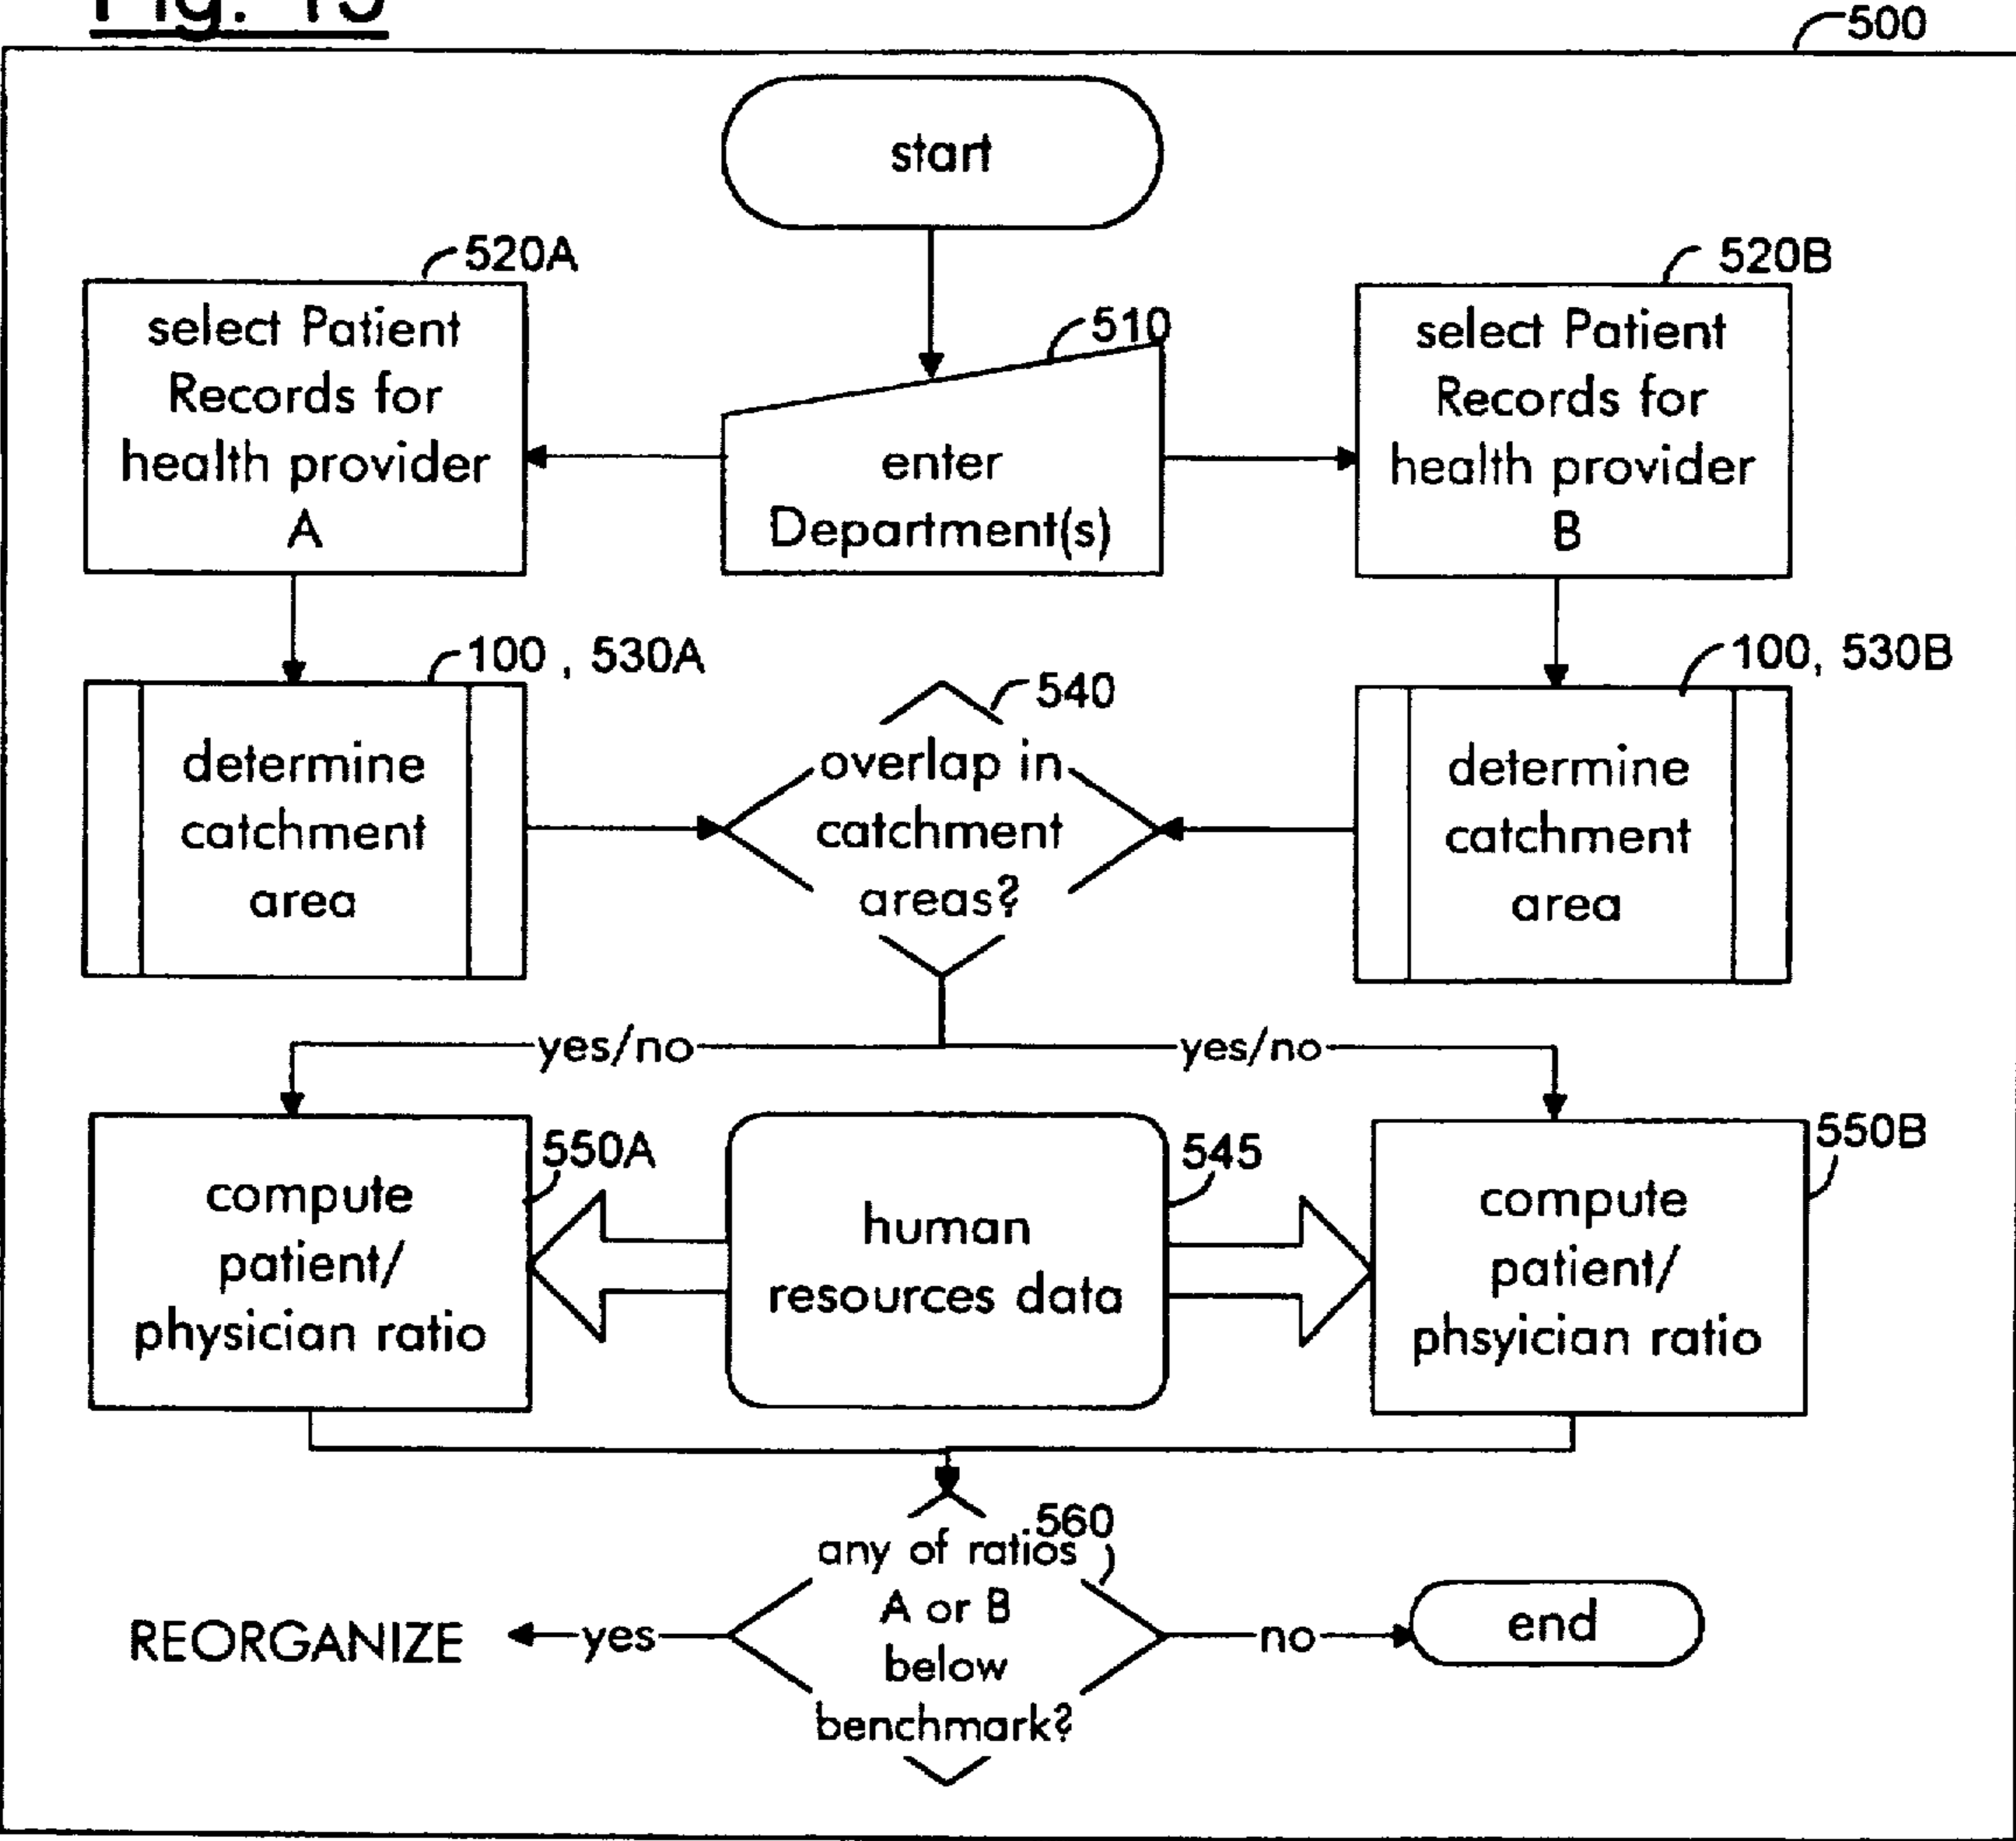 Fig. 15
500
start
520A
520B
510
select Patient
Records for
health provider
A
enter
Department(s)
select Patient
Records for
health provider
B
100 , 530A
540
100, 530B
determine
catchment
area
overlap in
catchment
areas?
determine
catchment
area
yes/no
yes/no
550A
545
550B
compute
patient/
physician ratio
human
resources data
compute
patient/
phsyician ratio
560
any of ratios
A or B
below
benchmark?
REORGANIZE
yes
no
end